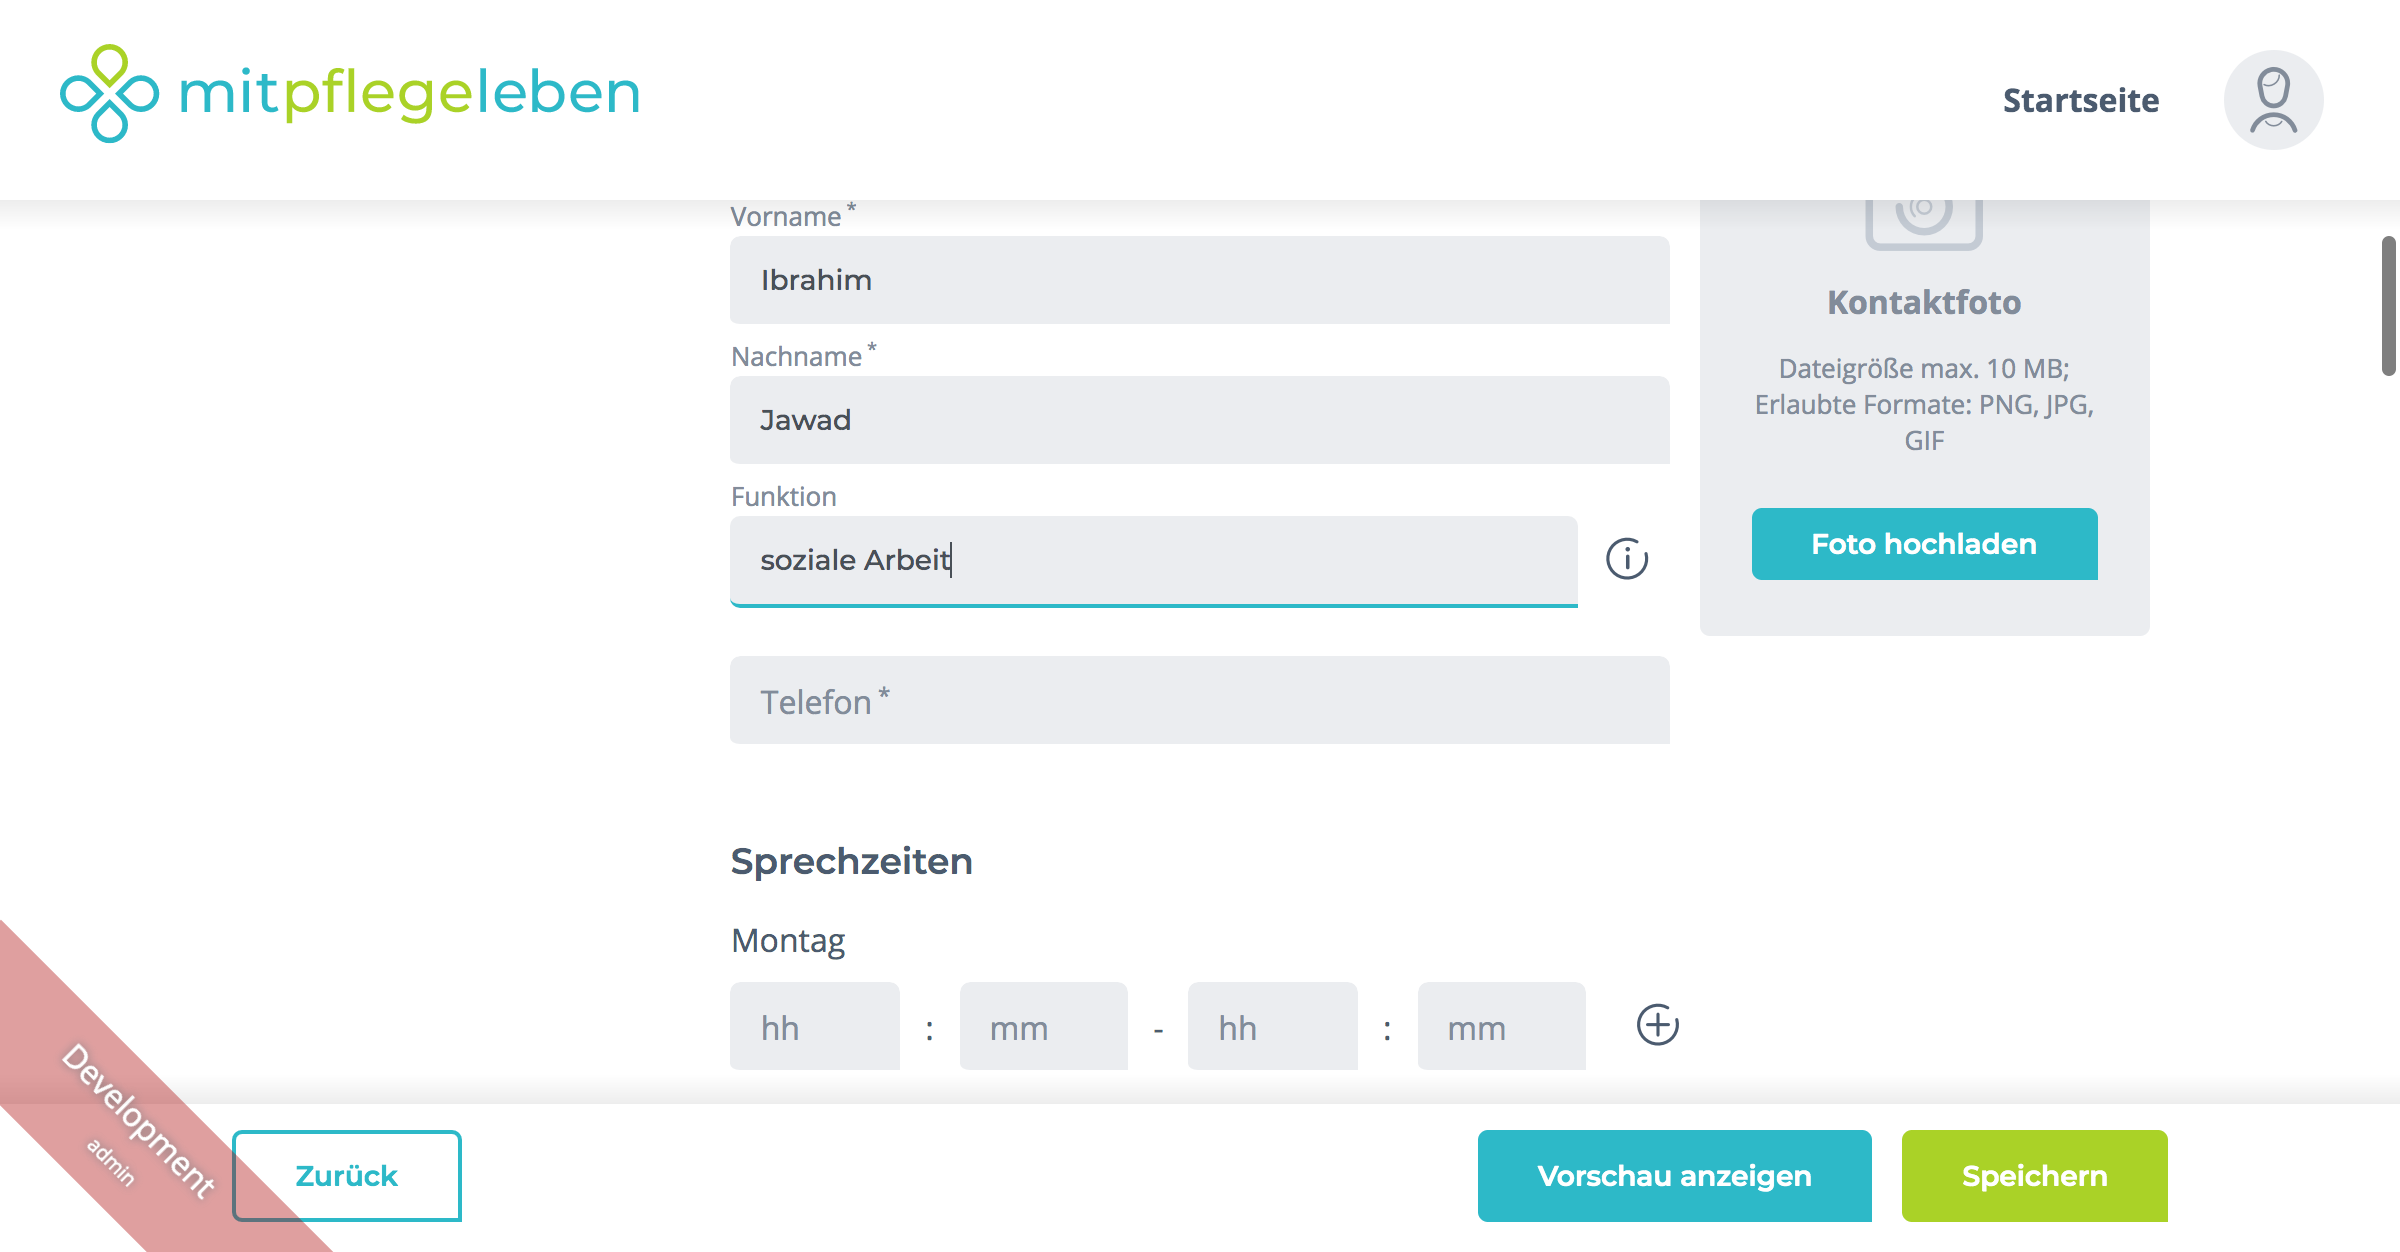 mitpflegeleben
Startseite
Vorname *
Ibrahim
Nachname *
Jawad
Funktion
soziale Arbeit
Telefon *
Kontaktfoto
Dateigröße max. 10 MB;
Erlaubte Formate: PNG, JPG,
GIF
Foto hochladen
Sprechzeiten
Montag
hh : mm - hh : mm
Development
admin
Zurück
Vorschau anzeigen
Speichern